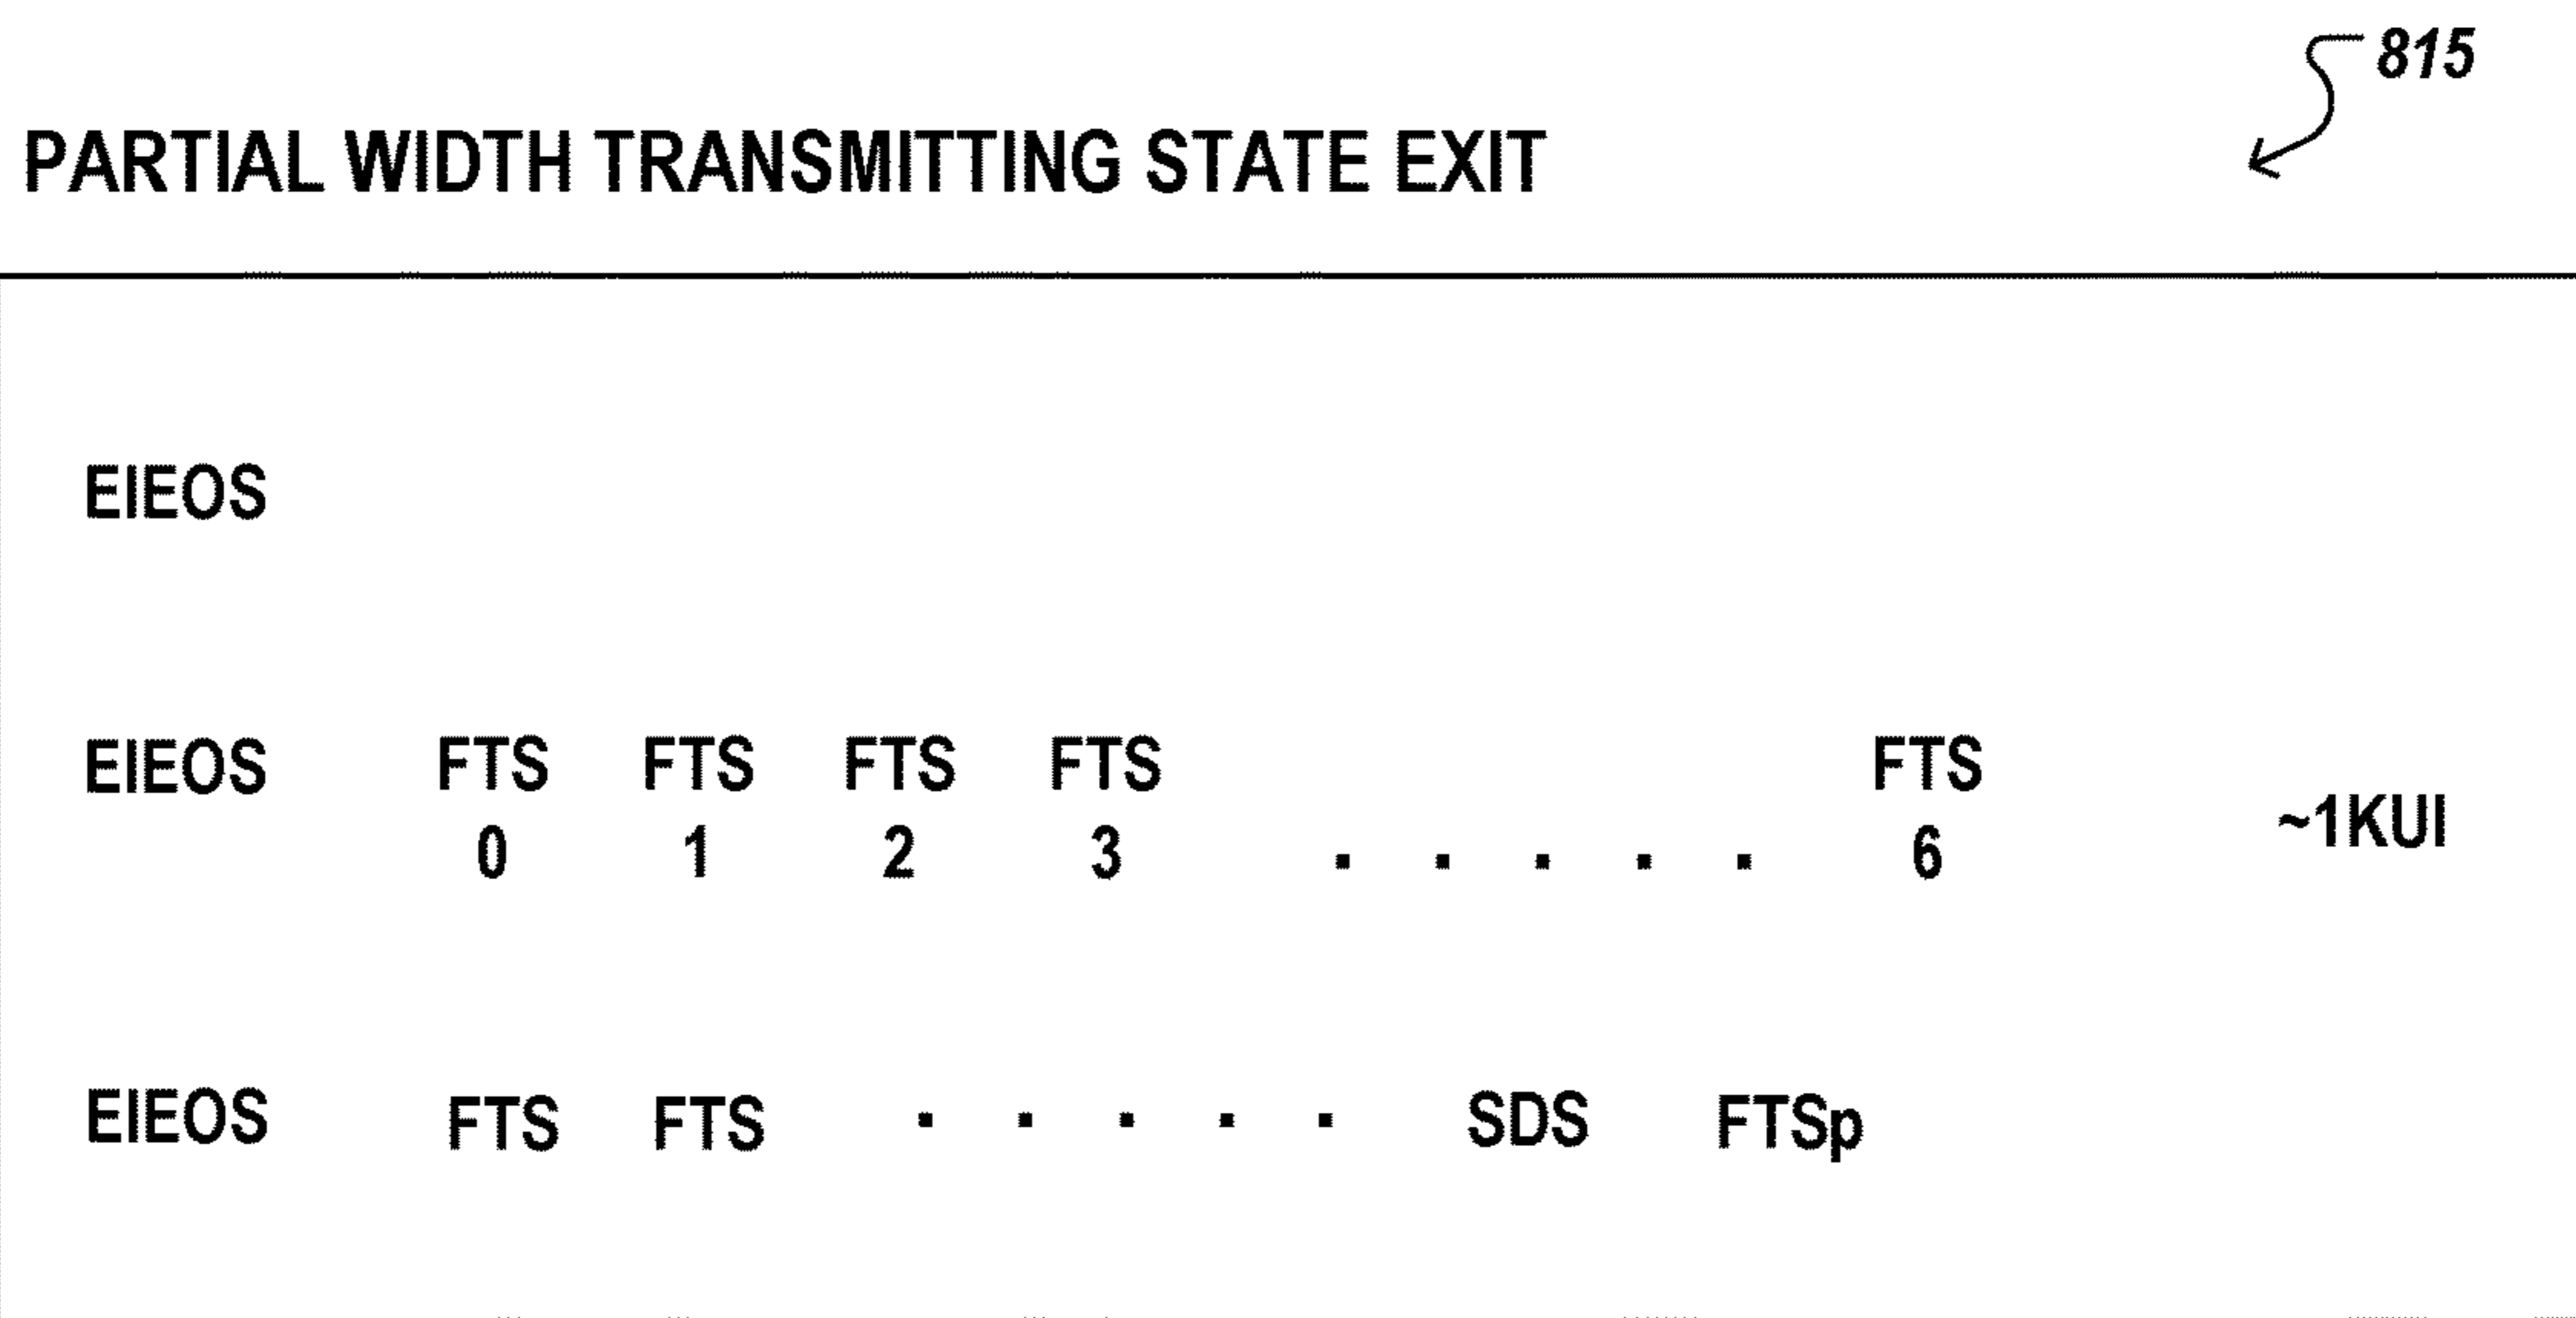 815
PARTIAL WIDTH TRANSMITTING STATE EXIT
EIEOS
EIEOS FTS FTS FTS FTS . . . . . FTS ~1KUI
0 1 2 3 6
EIEOS FTS FTS . . . . . SDS FTSp